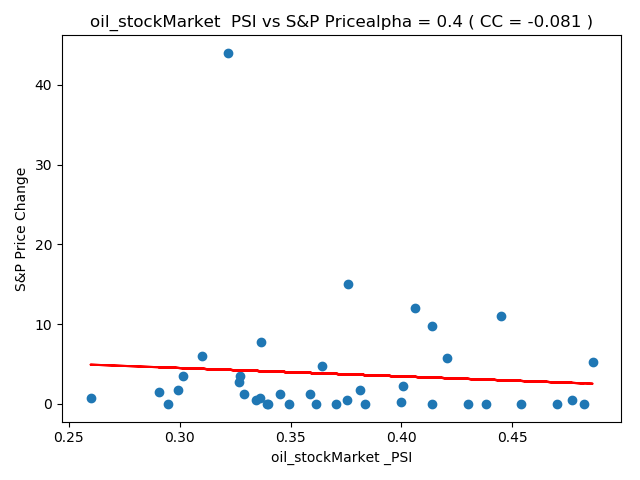 oil_stockMarket  PSI vs S&P Pricealpha = 0.4 ( CC = -0.081 )
40
30
20
10
0
S&P Price Change
0.25 0.30 0.35 0.40 0.45
oil_stockMarket _PSI